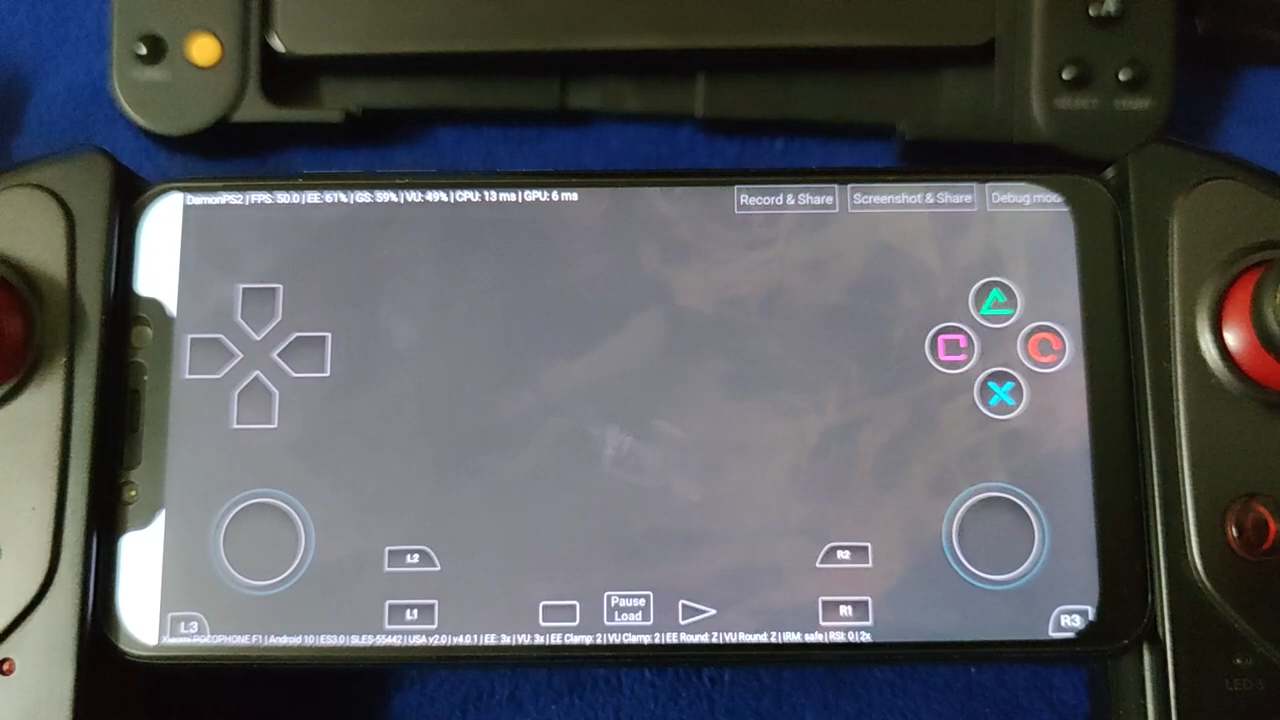 SELECT START
DamonPS2 | FPS: 50.0 | EE: 61% | GS: 59% | VU: 49% | CPU: 13 ms | GPU: 6 ms
Record & Share
Screenshot & Share
Debug mod
L2
R2
L1
Pause
Load
R1
L3
R3
Xiaomi POCOPHONE F1 | Android 10 | ES3.0 | SLES-55442 | USA v2.0 | v4.0.1 | EE: 3x | VU: 3x | EE Clamp: 2 | VU Clamp: 2 | EE Round: Z | VU Round: Z | IRM: safe | RSI: 0 | 2x